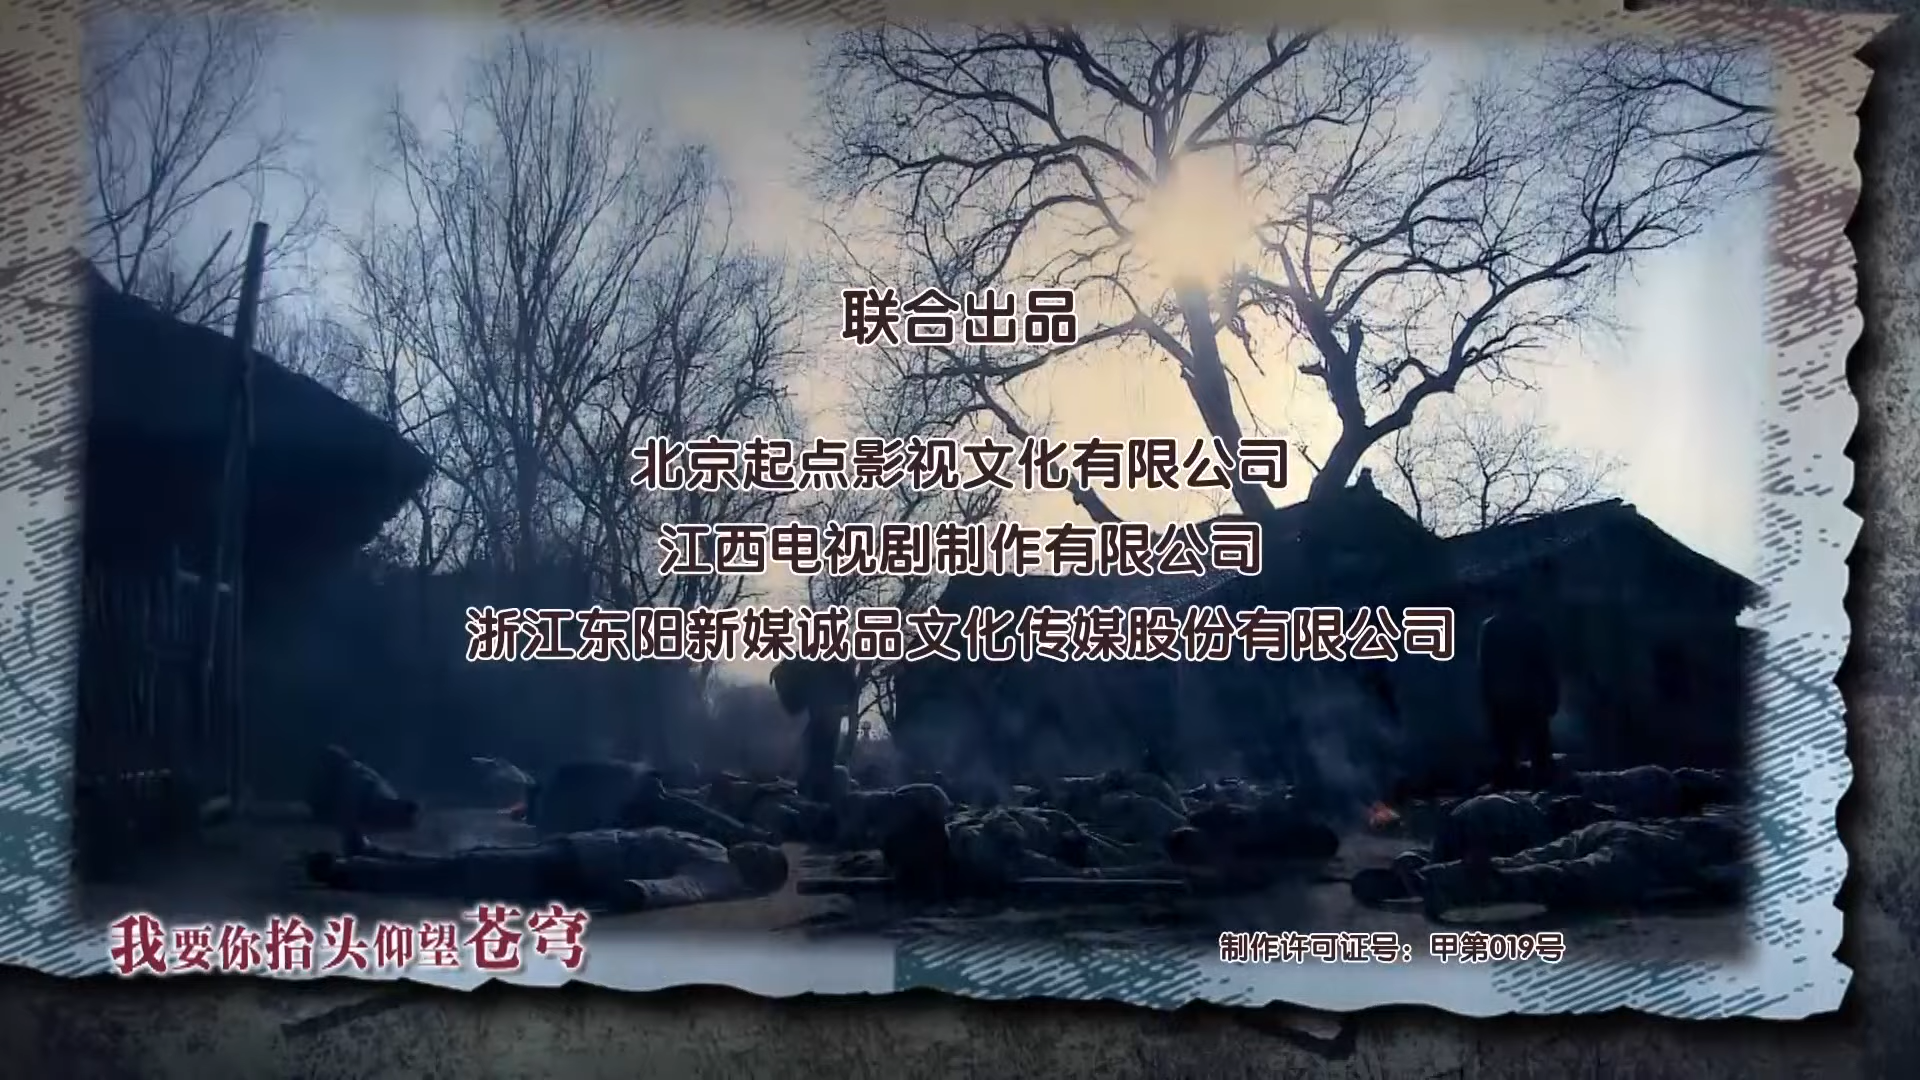 联合出品
北京起点影视文化有限公司
江西电视剧制作有限公司
浙江东阳新媒诚品文化传媒股份有限公司
我要你抬头仰望苍穹
制作许可证号：甲第019号